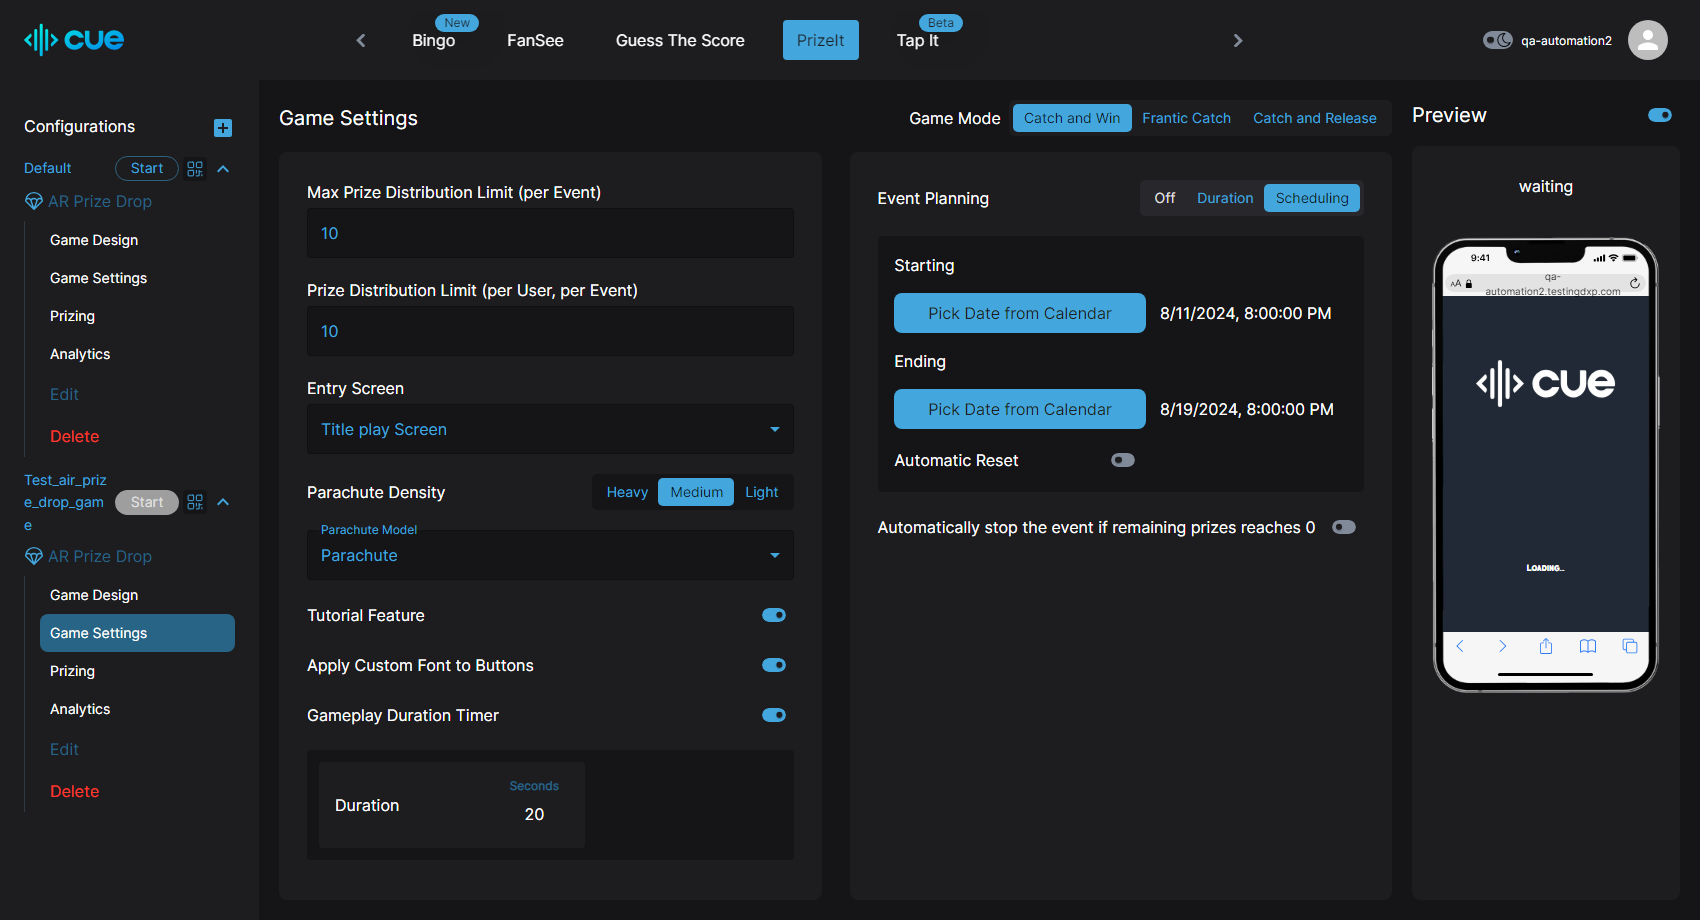 cue
New
Bingo
FanSee
Guess The Score
PrizeIt
Beta
Tap It
qa-automation2
Configurations
Default
Start
AR Prize Drop
Game Design
Game Settings
Prizing
Analytics
Edit
Delete
Test_air_priz
e_drop_gam
e
Start
AR Prize Drop
Game Design
Game Settings
Prizing
Analytics
Edit
Delete
Game Settings
Max Prize Distribution Limit (per Event)
10
Prize Distribution Limit (per User, per Event)
10
Entry Screen
Title play Screen
Parachute Density
Heavy
Medium
Light
Parachute Model
Parachute
Tutorial Feature
Apply Custom Font to Buttons
Gameplay Duration Timer
Duration
Seconds
20
Game Mode
Catch and Win
Frantic Catch
Catch and Release
Event Planning
Off
Duration
Scheduling
Starting
Pick Date from Calendar
8/11/2024, 8:00:00 PM
Ending
Pick Date from Calendar
8/19/2024, 8:00:00 PM
Automatic Reset
Automatically stop the event if remaining prizes reaches 0
Preview
waiting
9:41
AA
qa-
automation2.testingdxp.com
cue
LOADING...